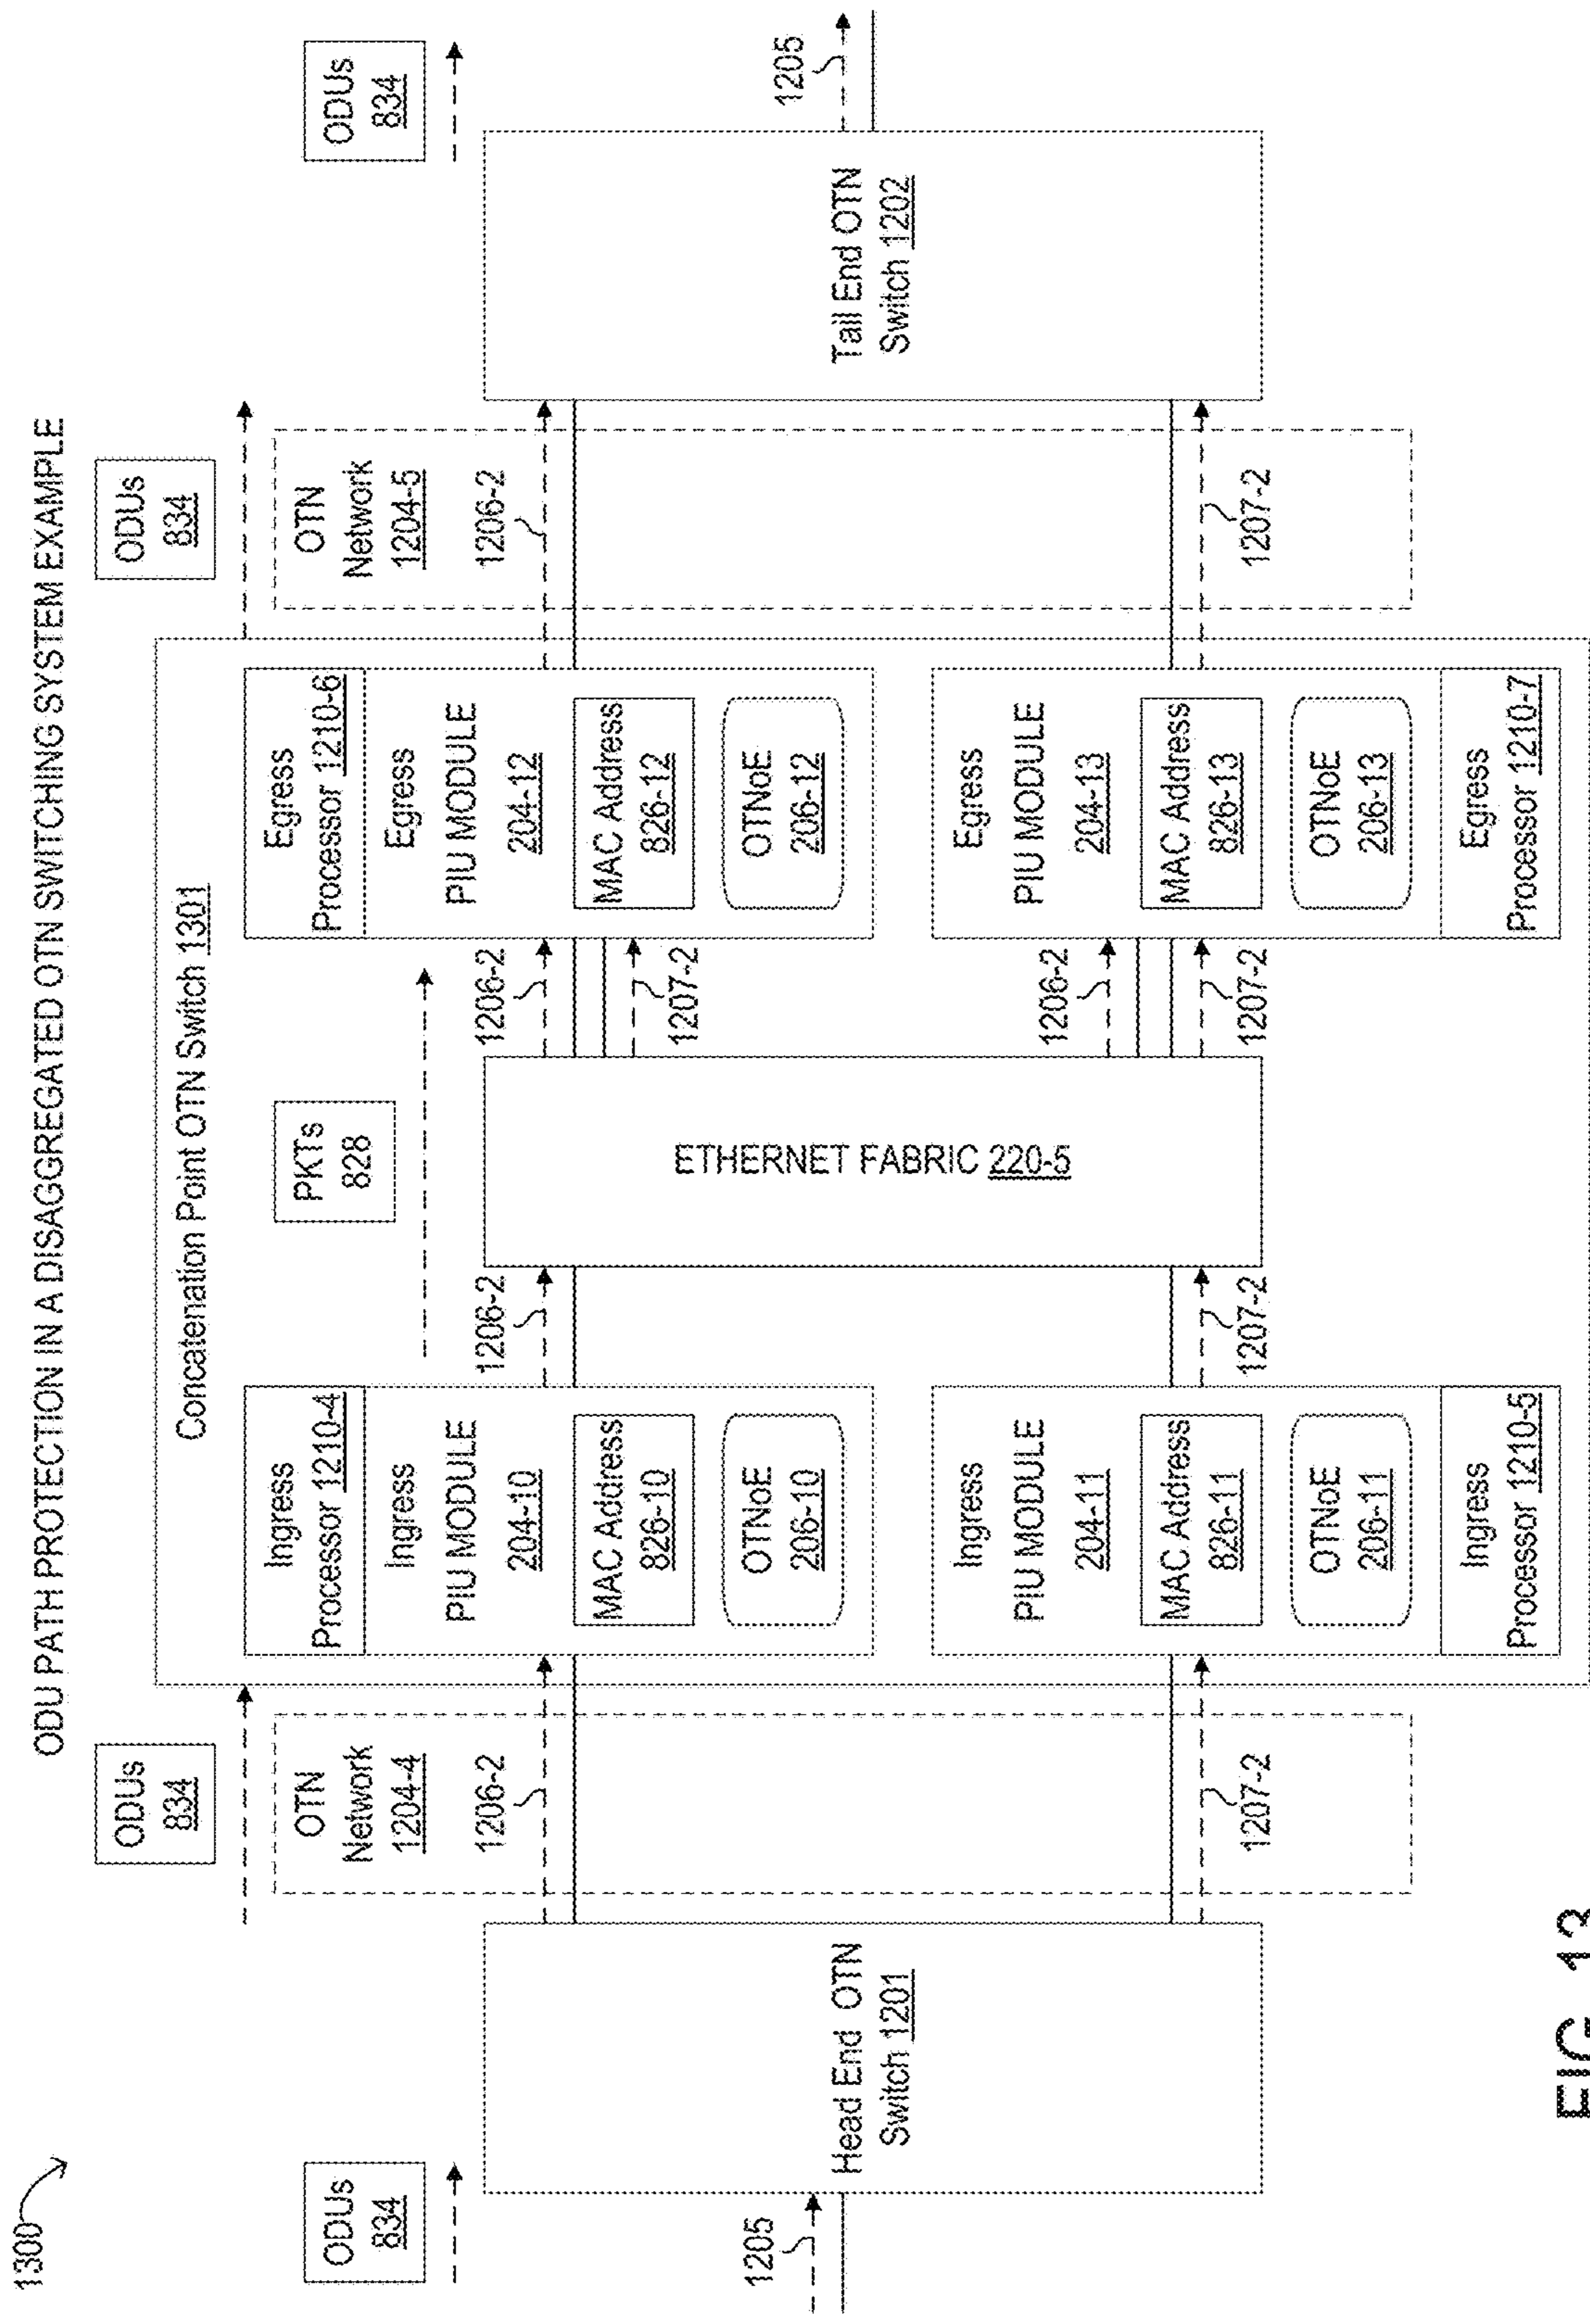 1300
ODU PATH PROTECTION IN A DISAGGREGATED OTN SWITCHING SYSTEM EXAMPLE
ODUs
834
1205
Head End OTN
Switch 1201
ODUs
834
OTN
Network
1204-4
1206-2
1207-2
Concatenation Point OTN Switch 1301
Ingress
Processor 1210-4
Ingress
PIU MODULE
204-10
MAC Address
826-10
OTNoE
206-10
Ingress
PIU MODULE
204-11
MAC Address
826-11
OTNoE
206-11
Ingress
Processor 1210-5
1206-2
1207-2
PKTs
828
ETHERNET FABRIC 220-5
1206-2
1207-2
1206-2
1207-2
Egress
Processor 1210-6
Egress
PIU MODULE
204-12
MAC Address
826-12
OTNoE
206-12
Egress
PIU MODULE
204-13
MAC Address
826-13
OTNoE
206-13
Egress
Processor 1210-7
ODUs
834
OTN
Network
1204-5
1206-2
1207-2
Tail End OTN
Switch 1202
ODUs
834
1205
FIG. 13